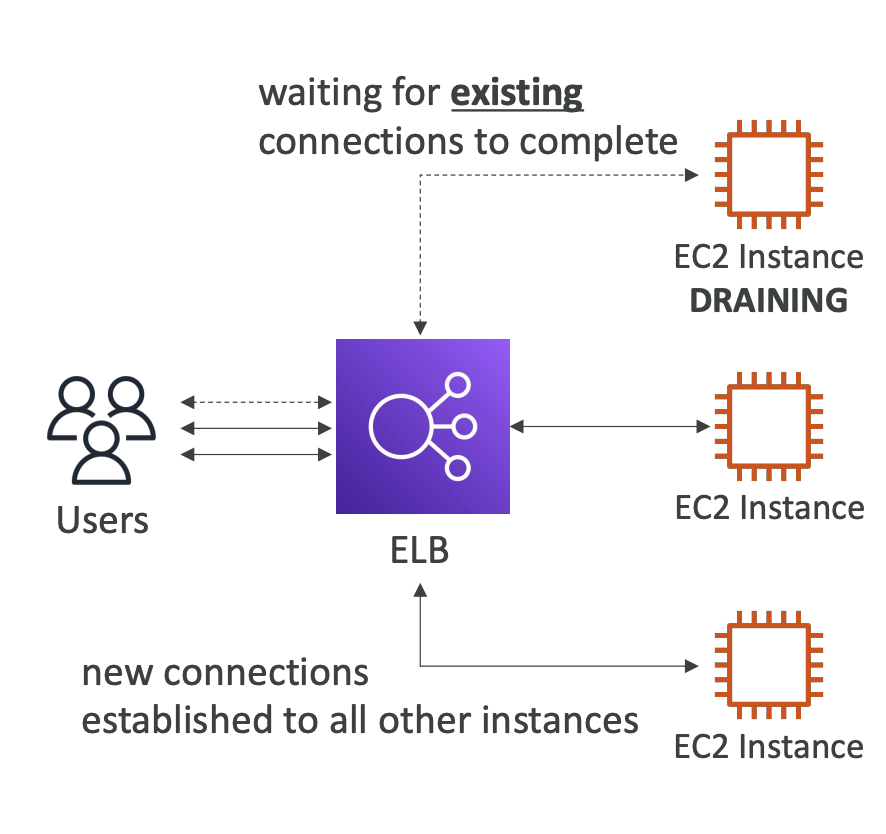 waiting for existing
connections to complete
EC2 Instance
DRAINING
Users
ELB
EC2 Instance
new connections
established to all other instances
EC2 Instance